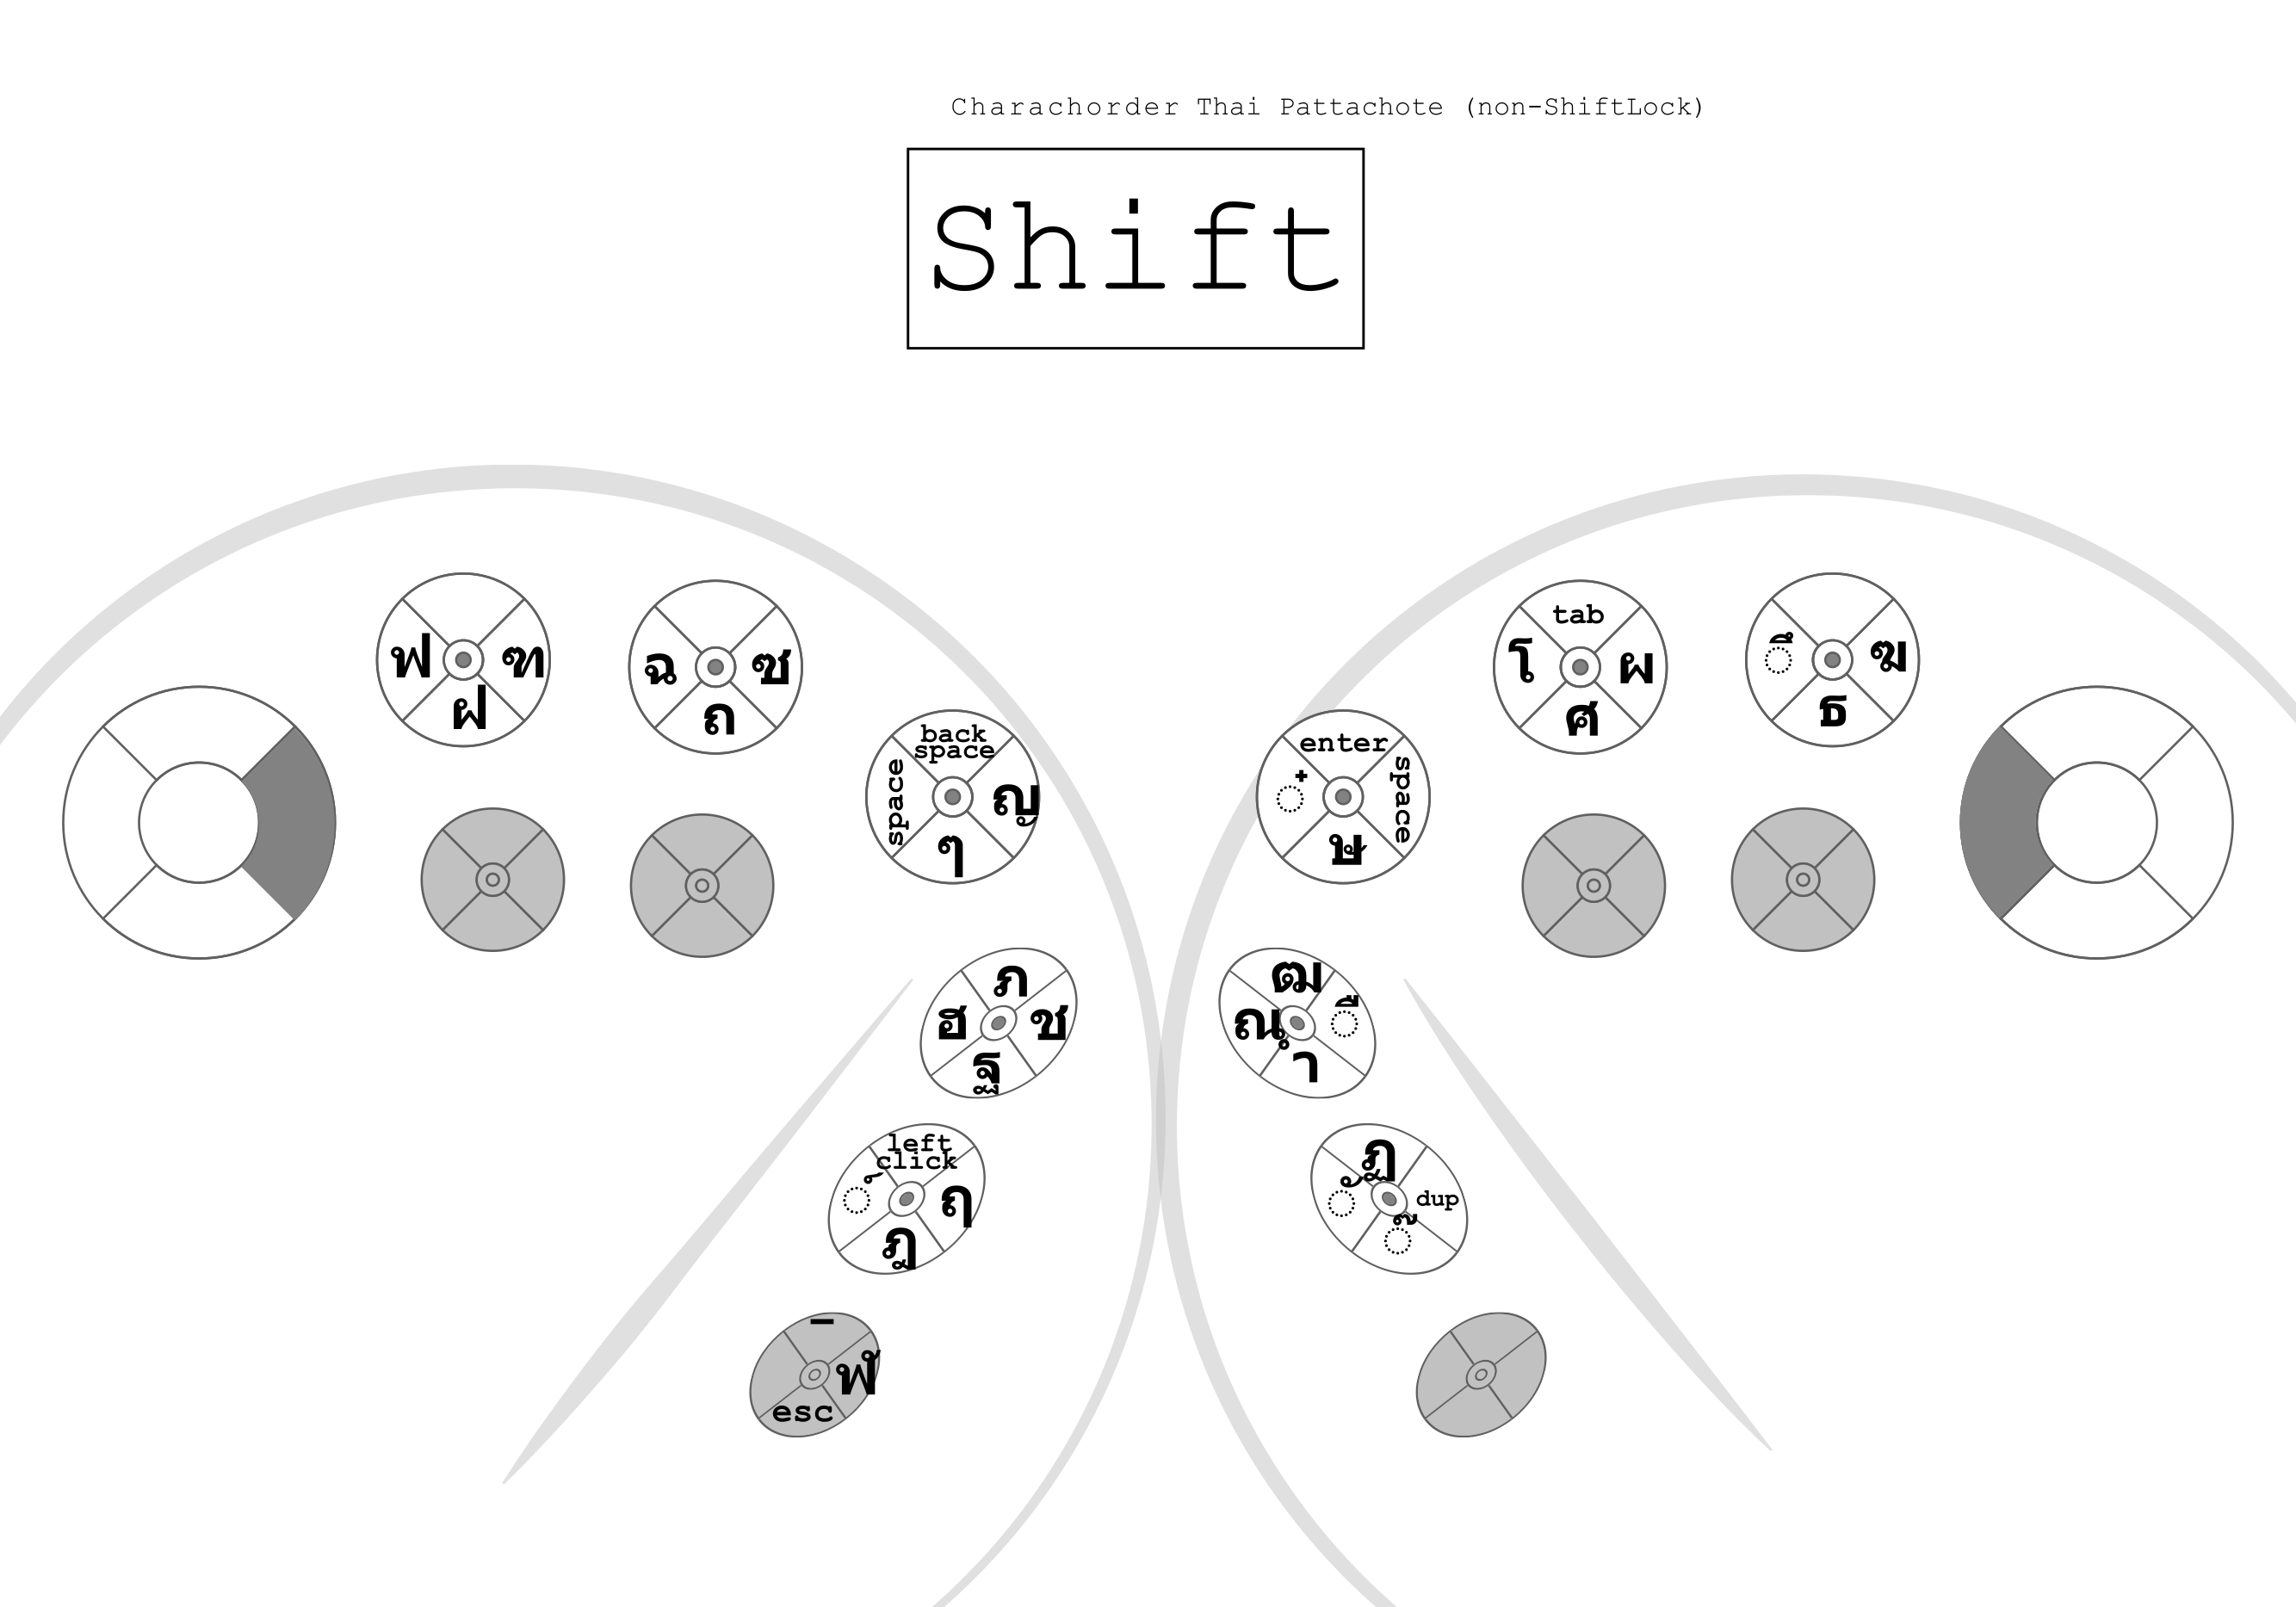 Charachorder Thai Pattachote (non-ShiftLock)
Shift
ฟ ฑ
ฝ
ฉ ซ
ถ
back
space
space ญ
ๆ
enter
◌๋ space
ษ
tab
โ ผ
ศ
◌ึ ฆ
ธ
ภ
ฮ ช
ฐ
ฒ
ณ ◌ื
า
left
click
◌์ ฤ
ฎ
ฏ
◌ั dup
◌๊
–
ฬ
esc